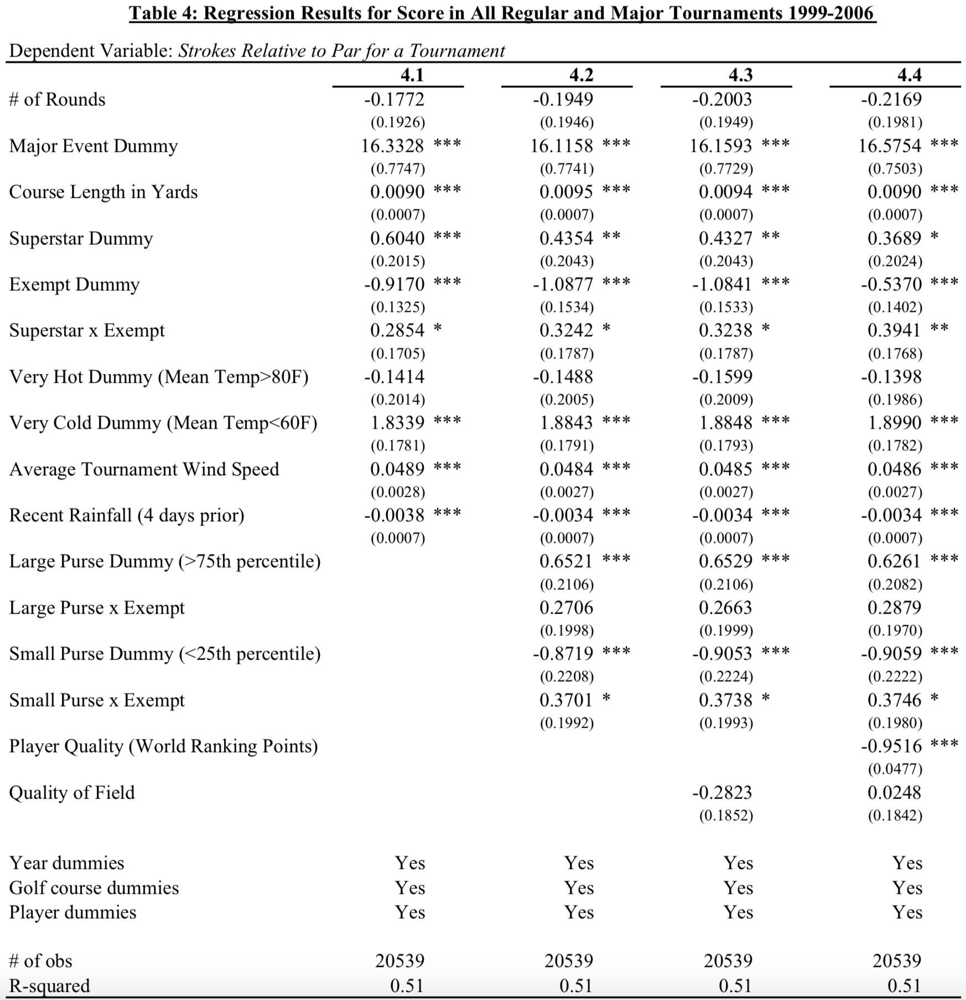 Table 4: Regression Results for Score in All Regular and Major Tournaments 1999-2006
Dependent Variable: Strokes Relative to Par for a Tournament
4.1 4.2 4.3 4.4
# of Rounds -0.1772 -0.1949 -0.2003 -0.2169
(0.1926) (0.1946) (0.1949) (0.1981)
Major Event Dummy 16.3328 *** 16.1158 *** 16.1593 *** 16.5754 ***
(0.7747) (0.7741) (0.7729) (0.7503)
Course Length in Yards 0.0090 *** 0.0095 *** 0.0094 *** 0.0090 ***
(0.0007) (0.0007) (0.0007) (0.0007)
Superstar Dummy 0.6040 *** 0.4354 ** 0.4327 ** 0.3689 *
(0.2015) (0.2043) (0.2043) (0.2024)
Exempt Dummy -0.9170 *** -1.0877 *** -1.0841 *** -0.5370 ***
(0.1325) (0.1534) (0.1533) (0.1402)
Superstar x Exempt 0.2854 * 0.3242 * 0.3238 * 0.3941 **
(0.1705) (0.1787) (0.1787) (0.1768)
Very Hot Dummy (Mean Temp>80F) -0.1414 -0.1488 -0.1599 -0.1398
(0.2014) (0.2005) (0.2009) (0.1986)
Very Cold Dummy (Mean Temp<60F) 1.8339 *** 1.8843 *** 1.8848 *** 1.8990 ***
(0.1781) (0.1791) (0.1793) (0.1782)
Average Tournament Wind Speed 0.0489 *** 0.0484 *** 0.0485 *** 0.0486 ***
(0.0028) (0.0027) (0.0027) (0.0027)
Recent Rainfall (4 days prior) -0.0038 *** -0.0034 *** -0.0034 *** -0.0034 ***
(0.0007) (0.0007) (0.0007) (0.0007)
Large Purse Dummy (>75th percentile) 0.6521 *** 0.6529 *** 0.6261 ***
(0.2106) (0.2106) (0.2082)
Large Purse x Exempt 0.2706 0.2663 0.2879
(0.1998) (0.1999) (0.1970)
Small Purse Dummy (<25th percentile) -0.8719 *** -0.9053 *** -0.9059 ***
(0.2208) (0.2224) (0.2222)
Small Purse x Exempt 0.3701 * 0.3738 * 0.3746 *
(0.1992) (0.1993) (0.1980)
Player Quality (World Ranking Points) -0.9516 ***
(0.0477)
Quality of Field -0.2823 0.0248
(0.1852) (0.1842)
Year dummies Yes Yes Yes Yes
Golf course dummies Yes Yes Yes Yes
Player dummies Yes Yes Yes Yes
# of obs 20539 20539 20539 20539
R-squared 0.51 0.51 0.51 0.51